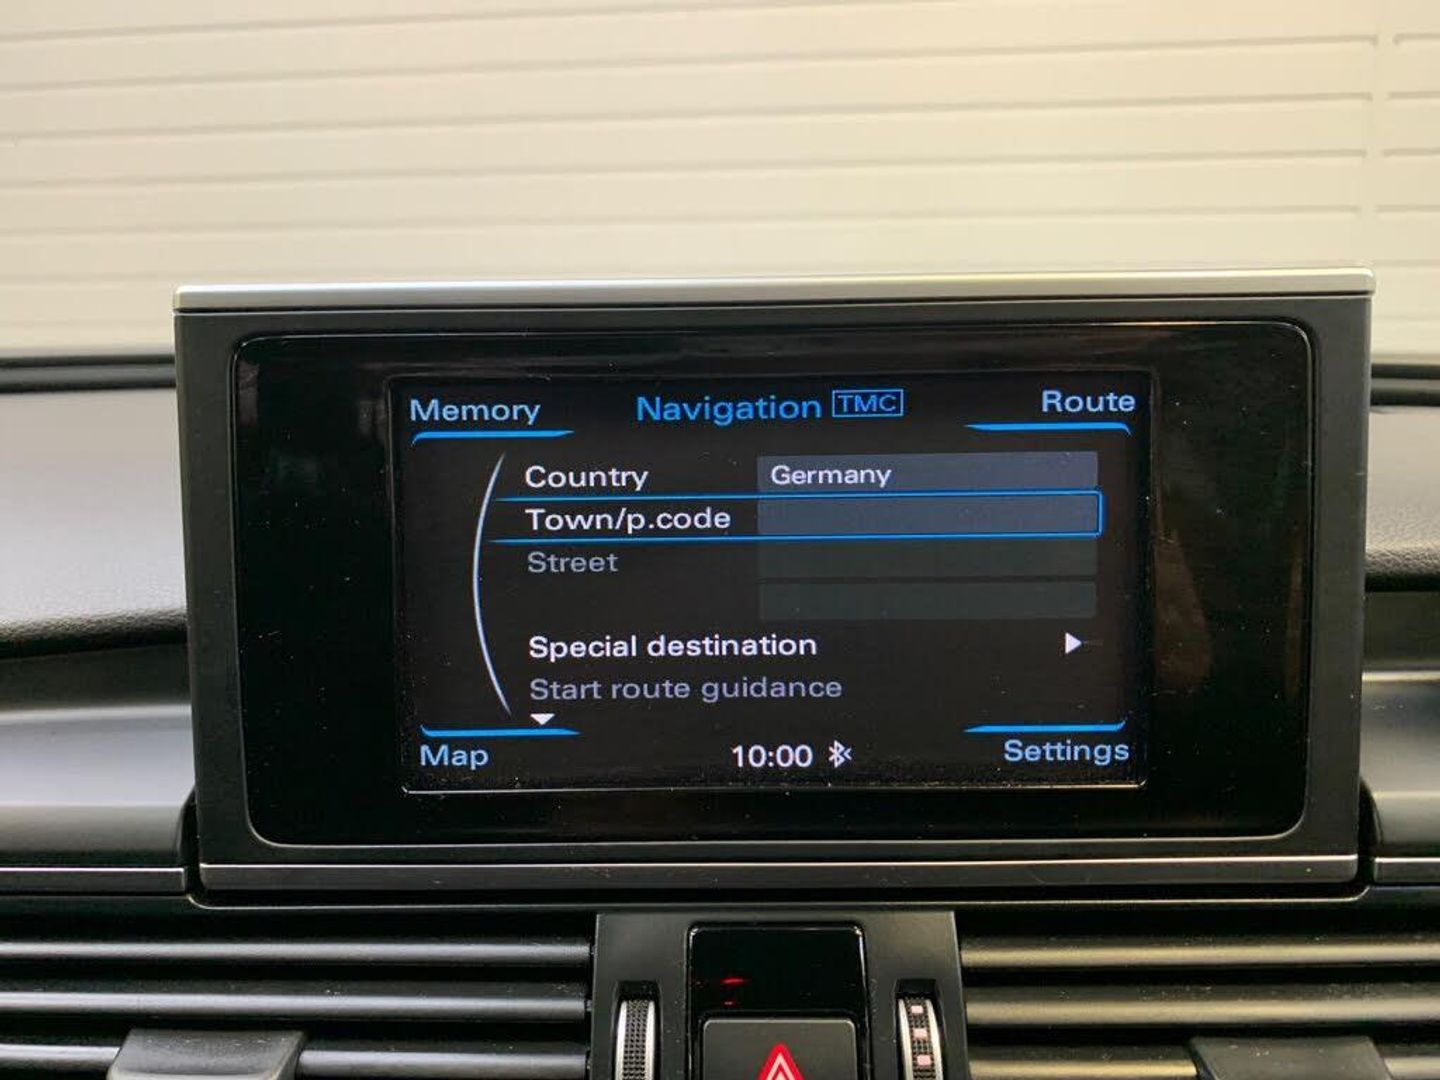 Memory Navigation TMC Route
Country Germany
Town/p.code
Street
Special destination
Start route guidance
Map 10:00 Settings